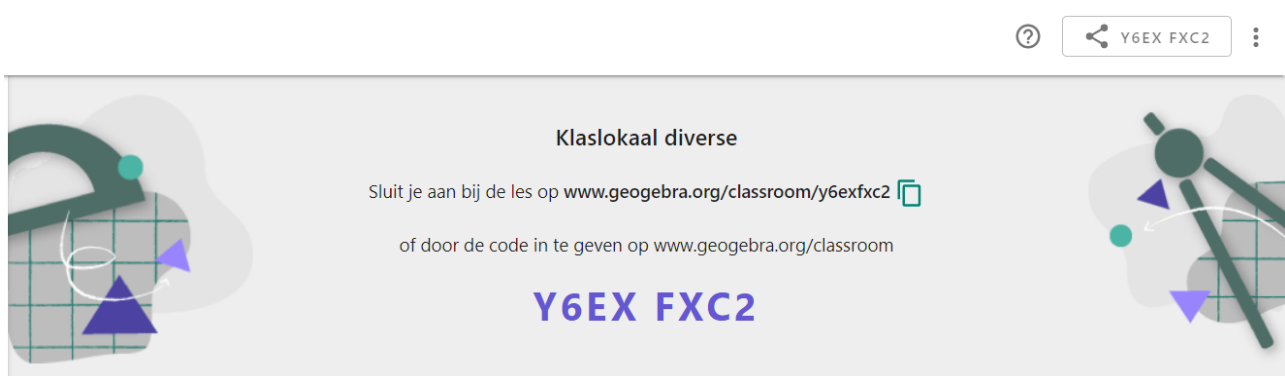 Y6EX FXC2
Klaslokaal diverse
Sluit je aan bij de les op www.geogebra.org/classroom/y6exfxc2
of door de code in te geven op www.geogebra.org/classroom
Y6EX FXC2